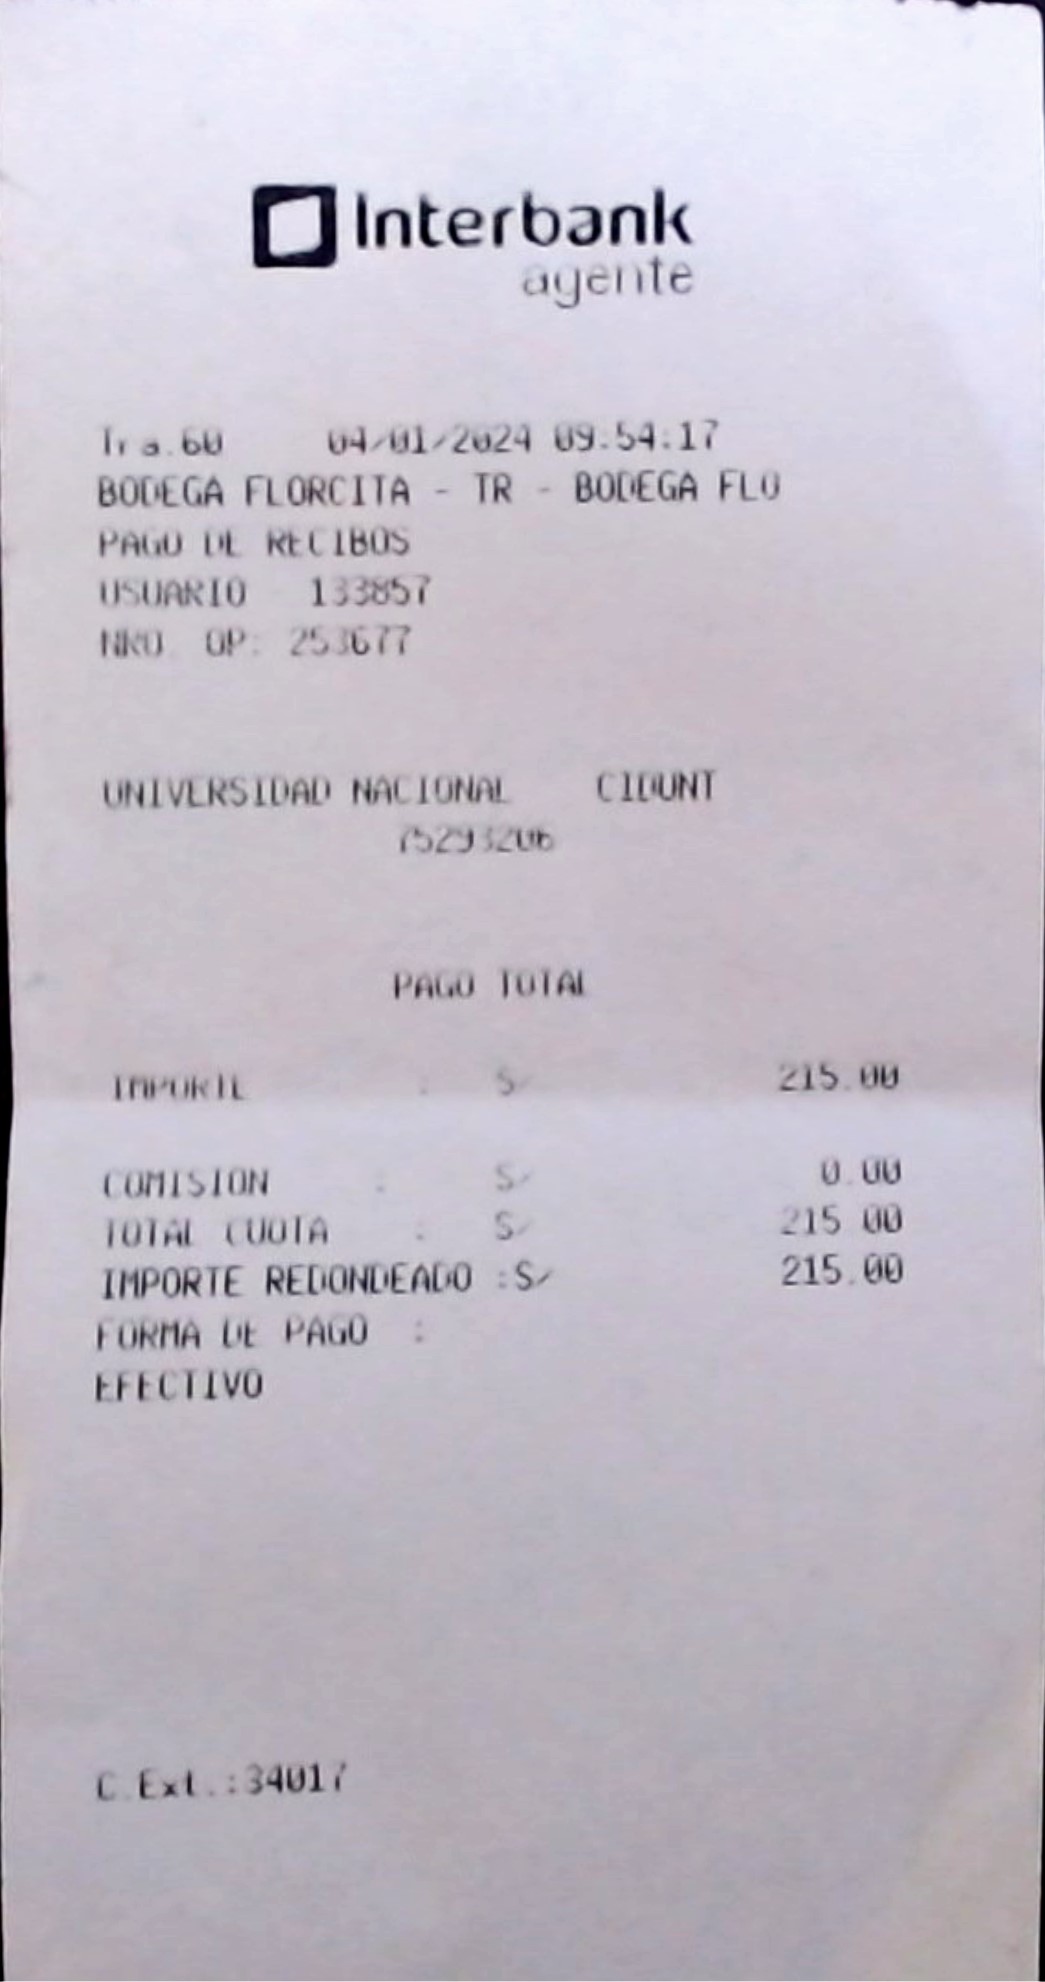 Interbank
agente
Tra.60 04/01/2024 09:54:17
BODEGA FLORCITA - TR - BODEGA FLO
PAGO DE RECIBOS
USUARIO 133857
NRO. OP: 253677
UNIVERSIDAD NACIONAL CIDUNT
75293206
PAGO TOTAL
IMPORTE : S/ 215.00
COMISION : S/ 0.00
TOTAL CUOTA : S/ 215.00
IMPORTE REDONDEADO :S/ 215.00
FORMA DE PAGO :
EFECTIVO
C.Ext.:34017